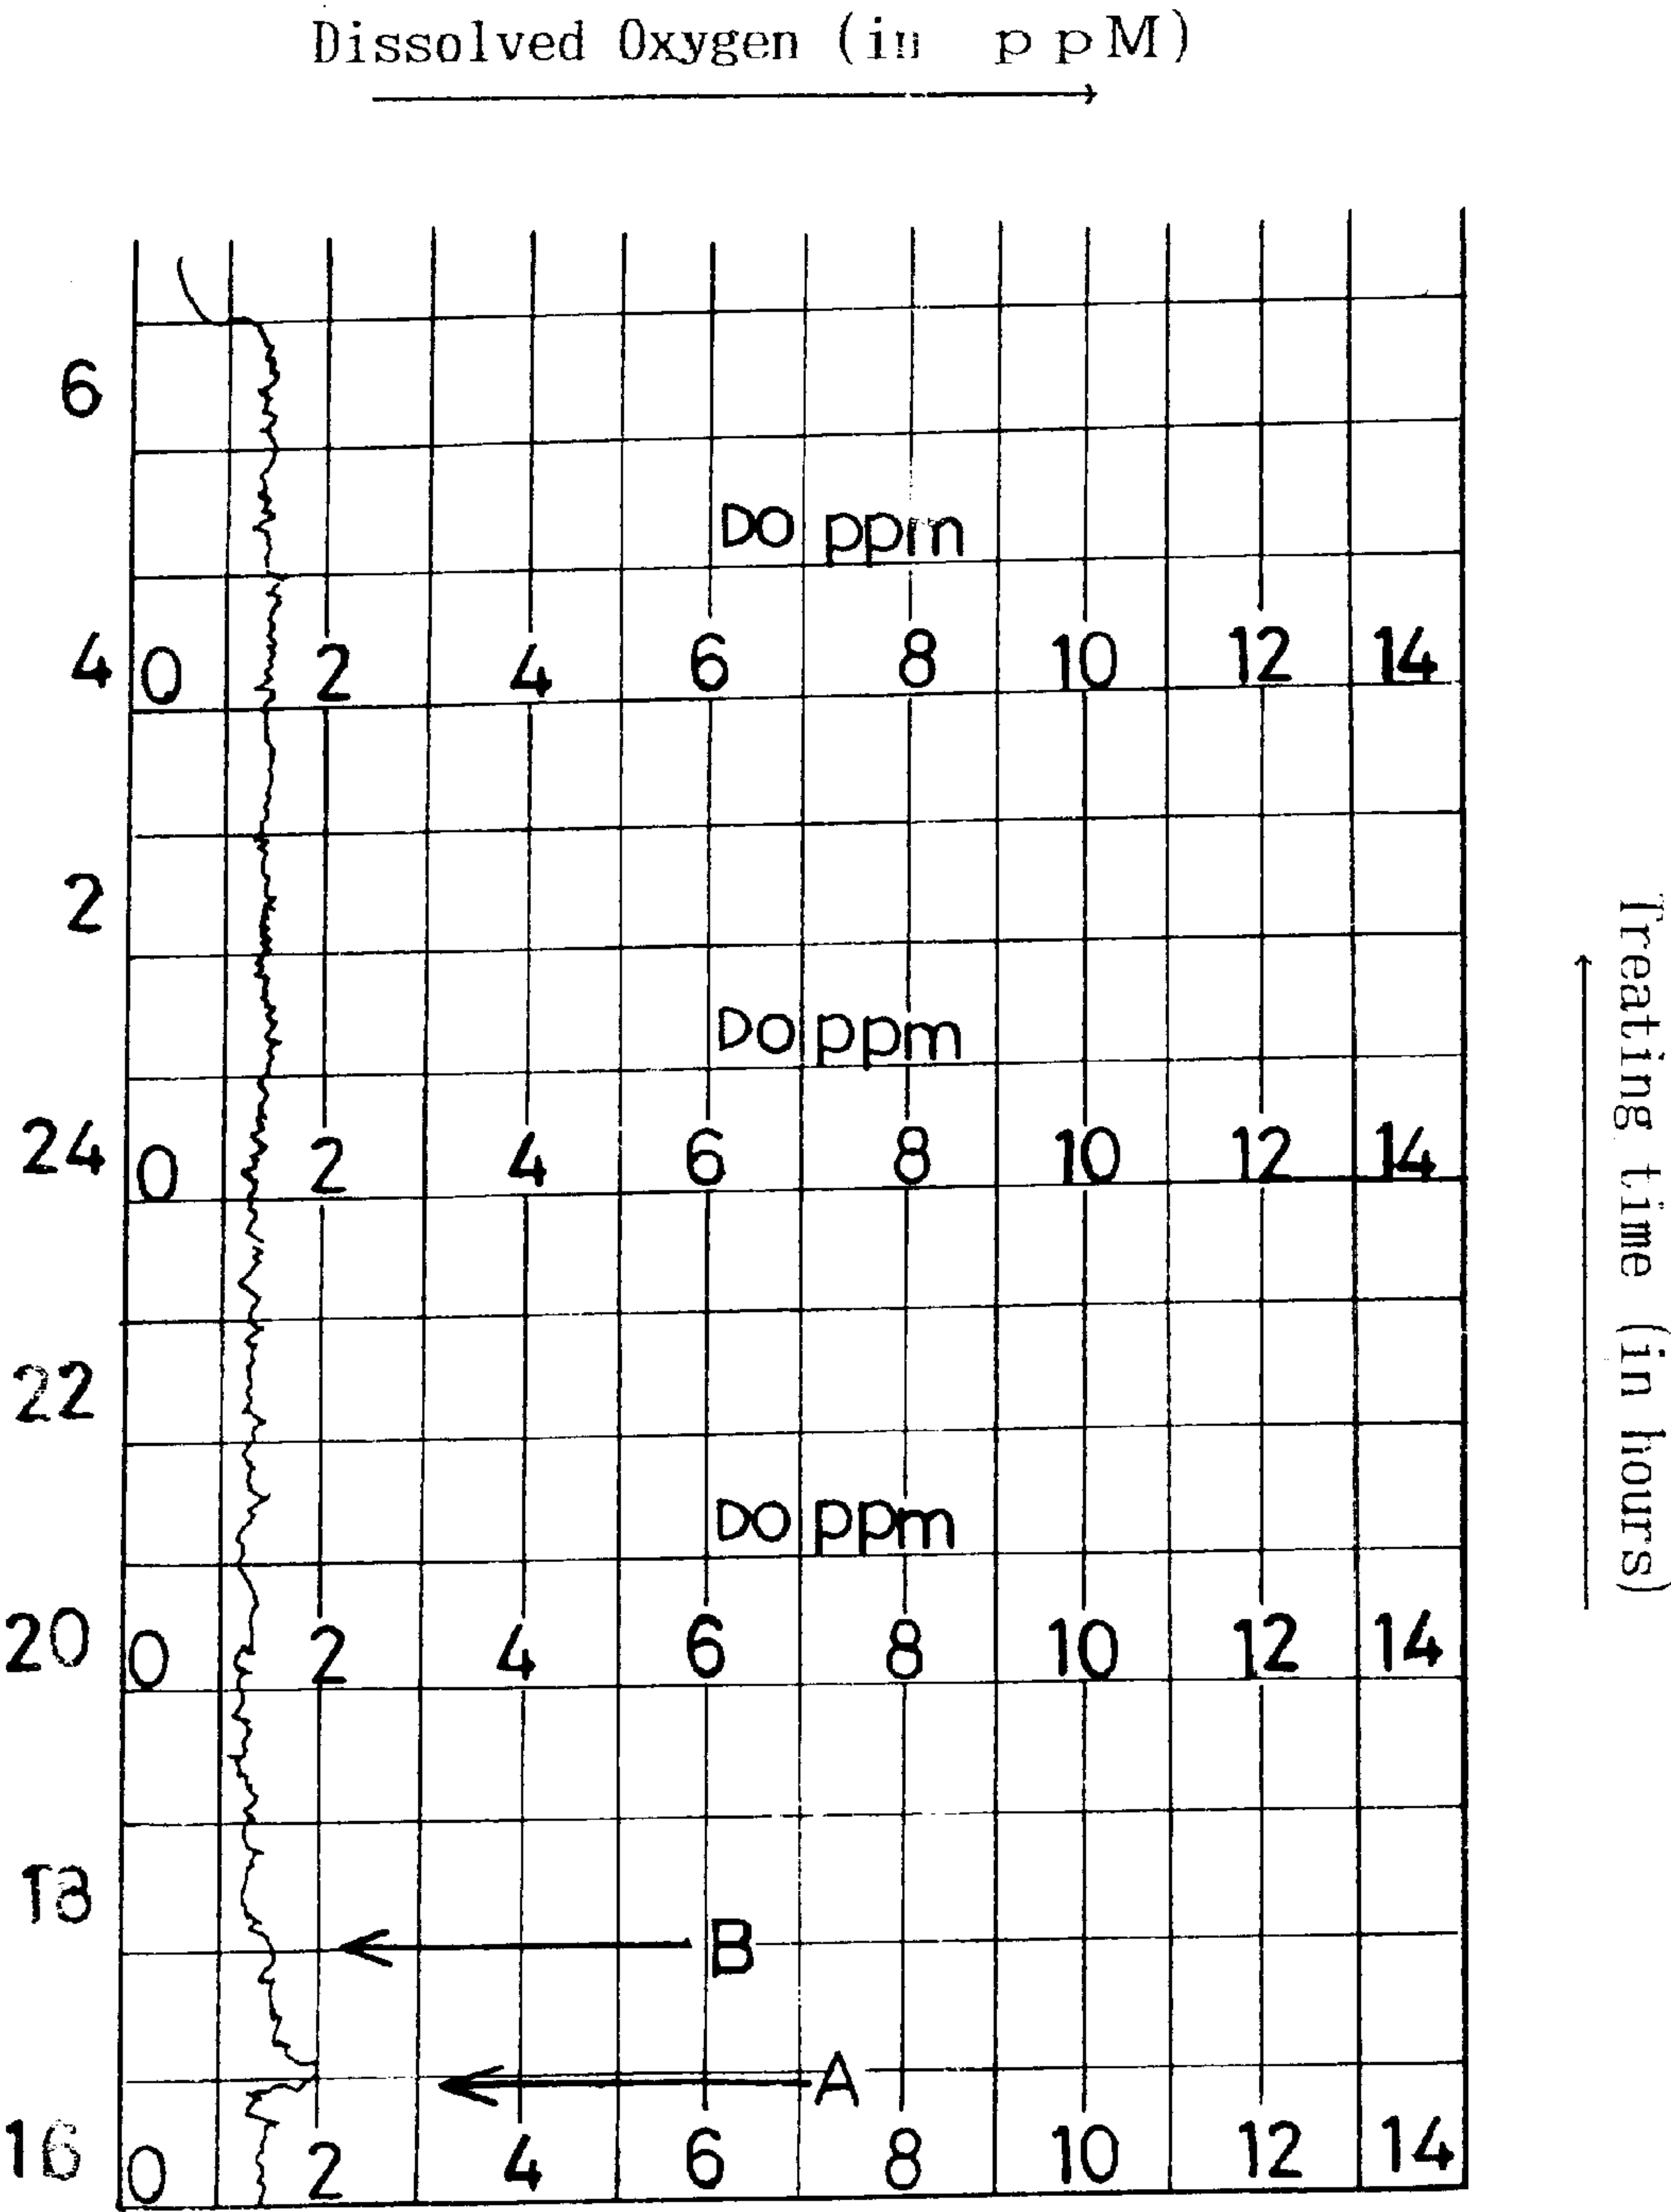 Dissolved Oxygen (in ppM)
6
DO ppm
4 0 2 4 6 8 10 12 14
2
DO ppm
24 0 2 4 6 8 10 12 14
22
DO ppm
20 0 2 4 6 8 10 12 14
18
B
A
16 0 2 4 6 8 10 12 14
Treating time (in hours)